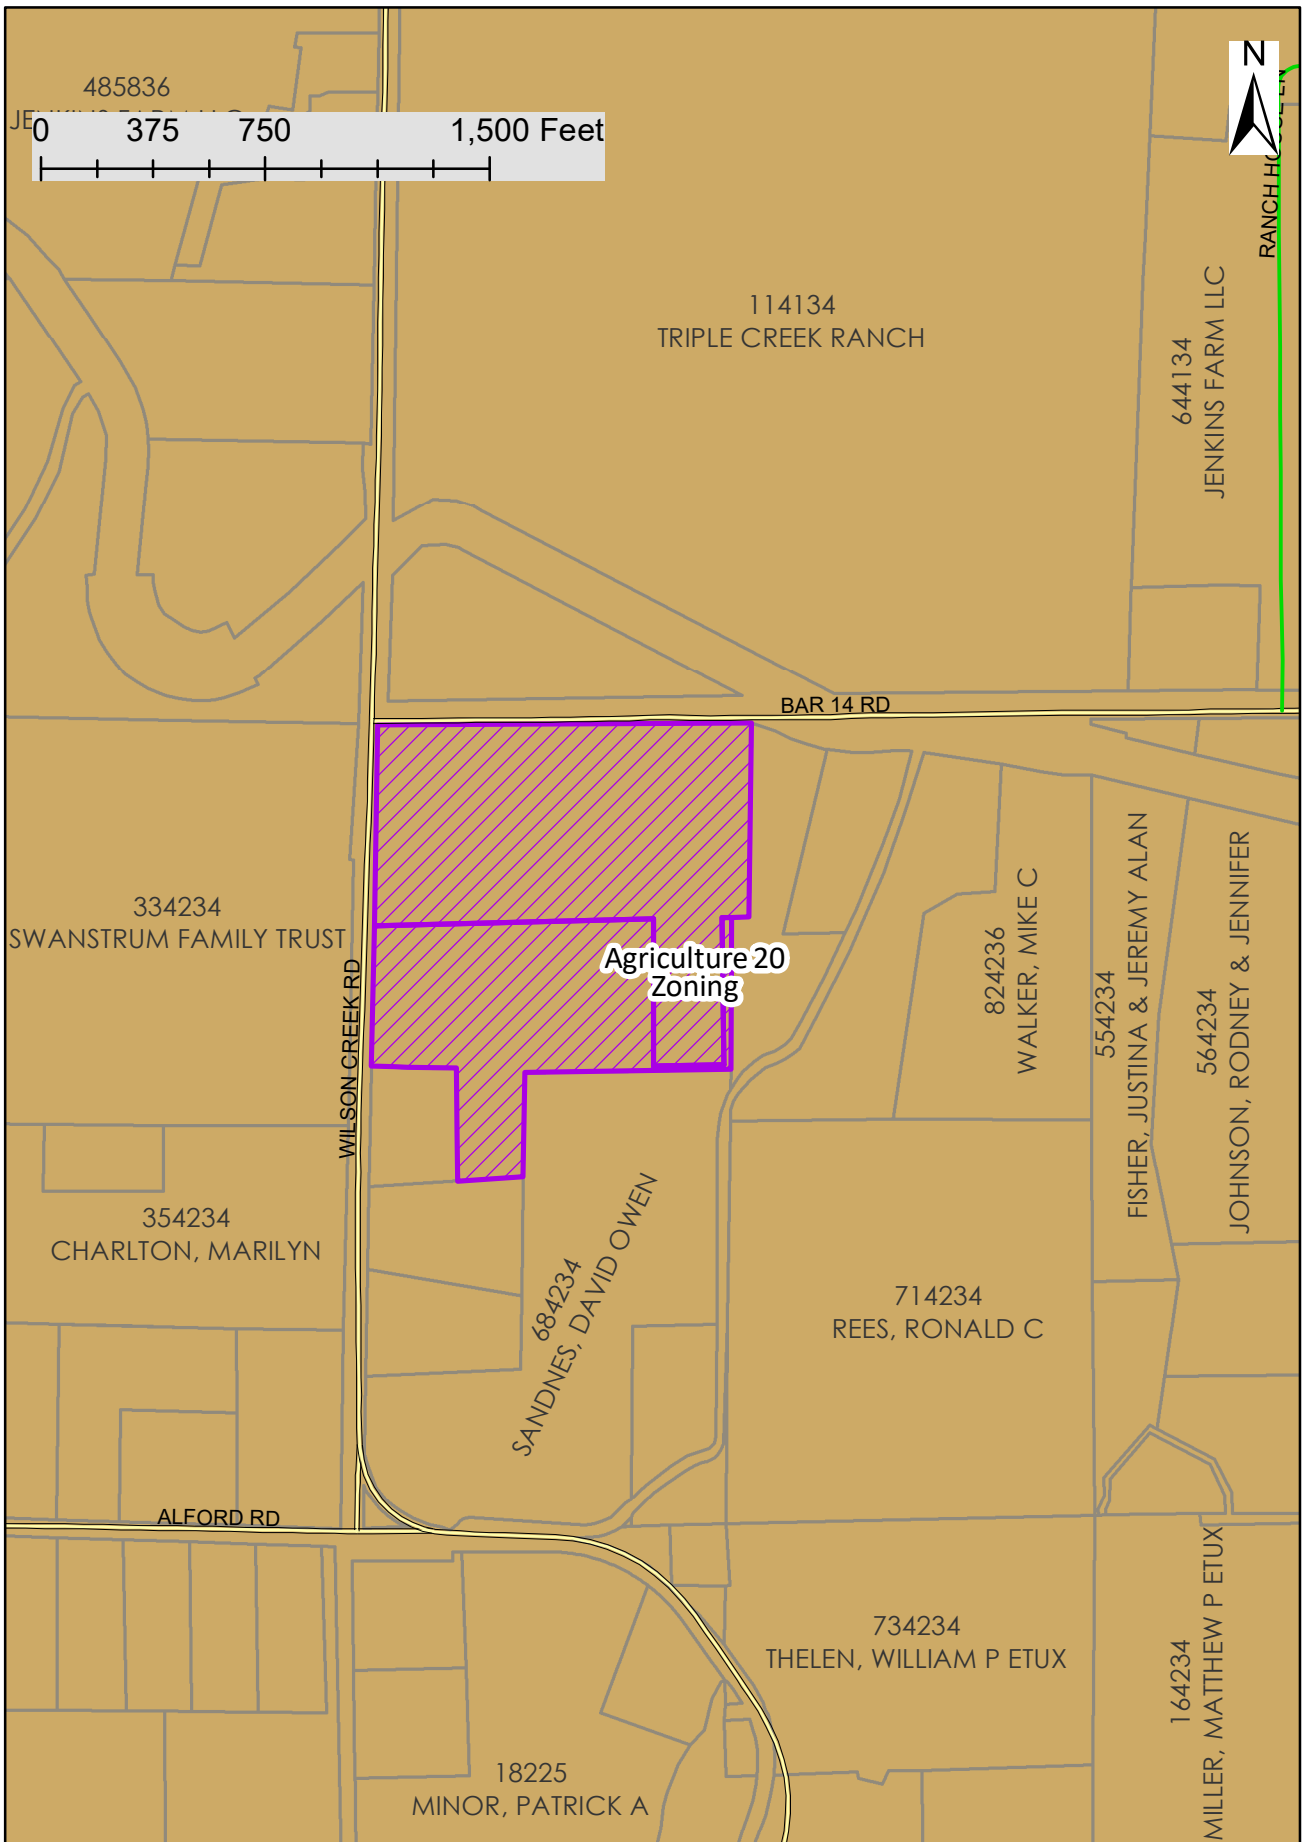 485836
0 375 750 1,500 Feet
N
RANCH HOUSE LN
114134
TRIPLE CREEK RANCH
644134
JENKINS FARM LLC
BAR 14 RD
334234
SWANSTRUM FAMILY TRUST
WILSON CREEK RD
Agriculture 20
Zoning
824236
WALKER, MIKE C
554234
FISHER, JUSTINA & JEREMY ALAN
564234
JOHNSON, RODNEY & JENNIFER
354234
CHARLTON, MARILYN
684234
SANDNES, DAVID OWEN
714234
REES, RONALD C
ALFORD RD
734234
THELEN, WILLIAM P ETUX
164234
MILLER, MATTHEW P ETUX
18225
MINOR, PATRICK A